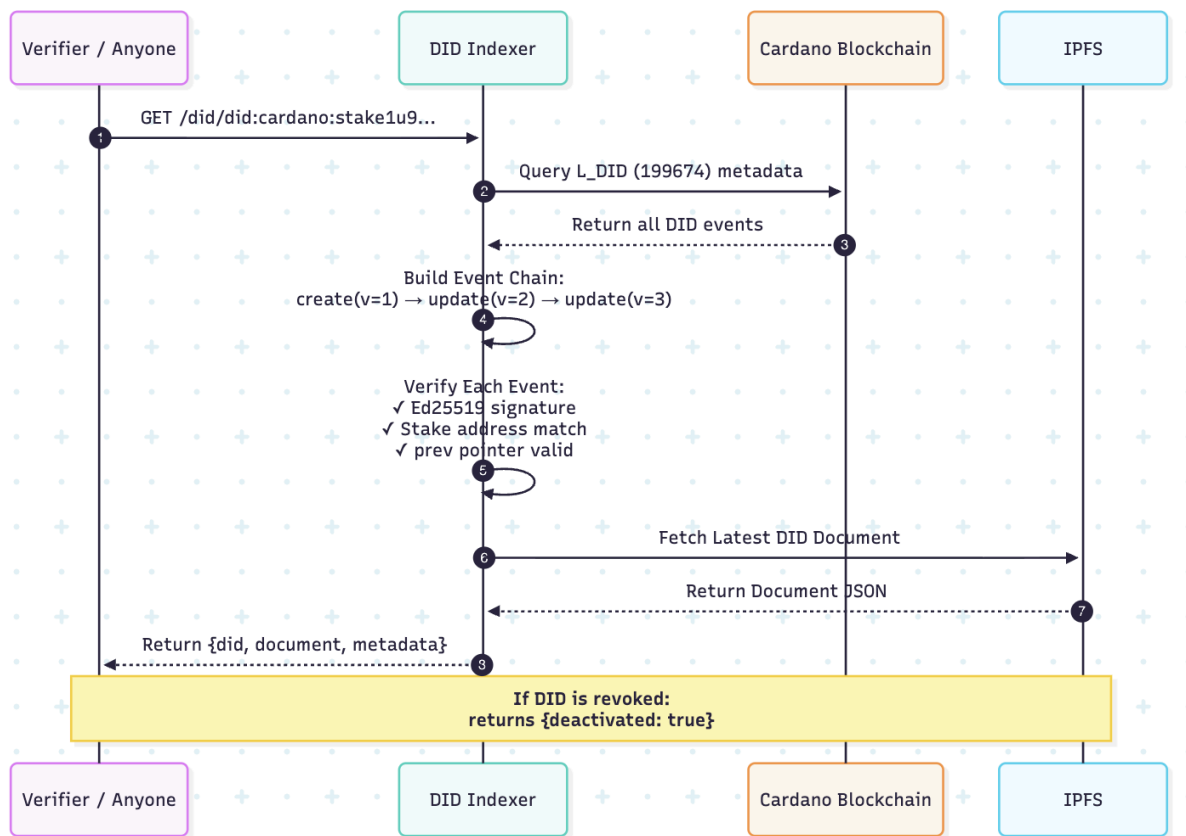 Verifier / Anyone
DID Indexer
Cardano Blockchain
IPFS
GET /did/did:cardano:stake1u9...
1
Query L_DID (199674) metadata
2
Return all DID events
3
Build Event Chain:
create(v=1) → update(v=2) → update(v=3)
4
Verify Each Event:
✓ Ed25519 signature
✓ Stake address match
✓ prev pointer valid
5
Fetch Latest DID Document
6
Return Document JSON
7
Return {did, document, metadata}
8
If DID is revoked:
returns {deactivated: true}
Verifier / Anyone
DID Indexer
Cardano Blockchain
IPFS